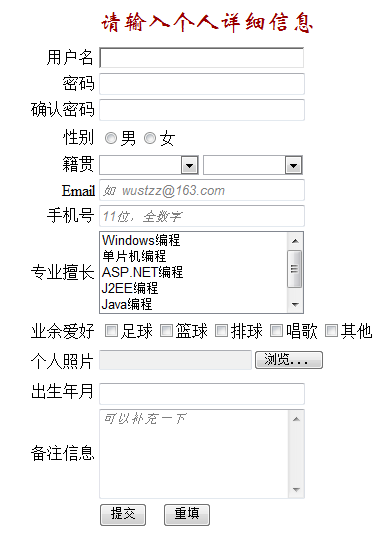 请输入个人详细信息
用户名
密码
确认密码
性别 男 女
籍贯
Email 如 wustzz@163.com
手机号 11位，全数字
Windows编程
单片机编程
专业擅长 ASP.NET编程
J2EE编程
Java编程
业余爱好 足球 篮球 排球 唱歌 其他
个人照片 浏览...
出生年月
可以补充一下
备注信息
提交 重填